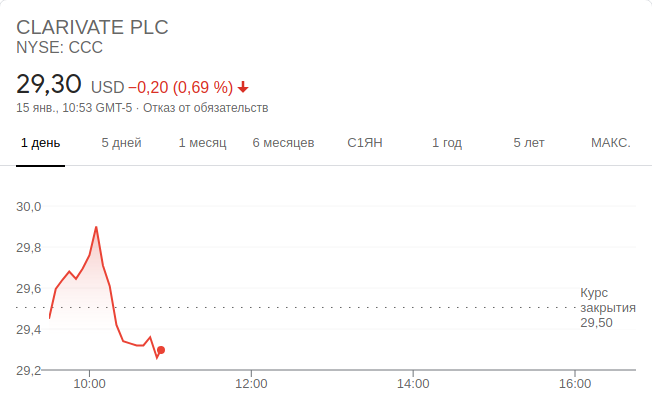 CLARIVATE PLC
NYSE: CCC
29,30 USD −0,20 (0,69 %)
15 янв., 10:53 GMT-5 · Отказ от обязательств
1 день 5 дней 1 месяц 6 месяцев С1ЯН 1 год 5 лет МАКС.
30,0
29,8
29,6
Курс
закрытия
29,50
29,4
29,2
10:00 12:00 14:00 16:00